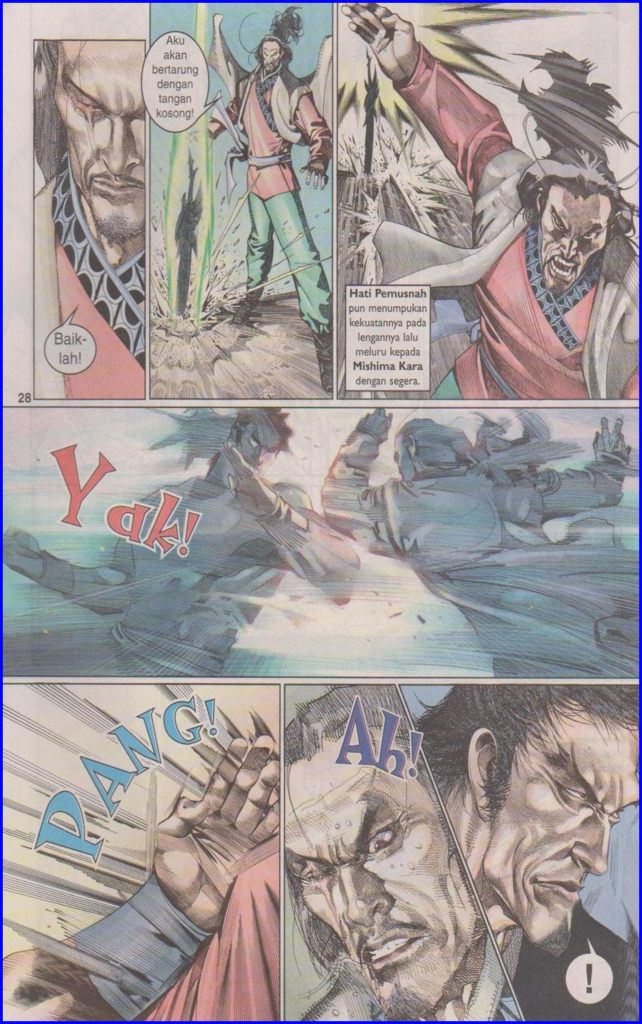 Baik-
lah!
Aku
akan
bertarung
dengan
tangan
kosong!
Hati Pemusnah
pun menumpukan
kekuatannya pada
lengannya lalu
meluru kepada
Mishima Kara
dengan segera.
28
Yak!
PANG!
Ah!
!